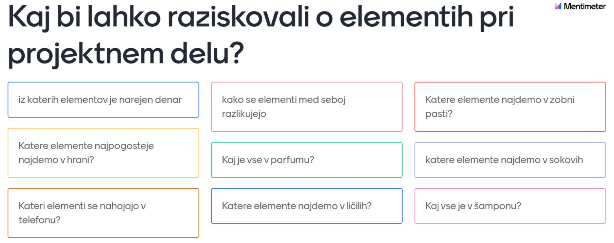 Kaj bi lahko raziskovali o elementih pri
projektnem delu?
Mentimeter
iz katerih elementov je narejen denar
kako se elementi med seboj
razlikujejo
Katere elemente najdemo v zobni
pasti?
Katere elemente najpogosteje
najdemo v hrani?
Kaj je vse v parfumu?
katere elemente najdemo v sokovih
Kateri elementi se nahajajo v
telefonu?
Katere elemente najdemo v ličilih?
Kaj vse je v šamponu?